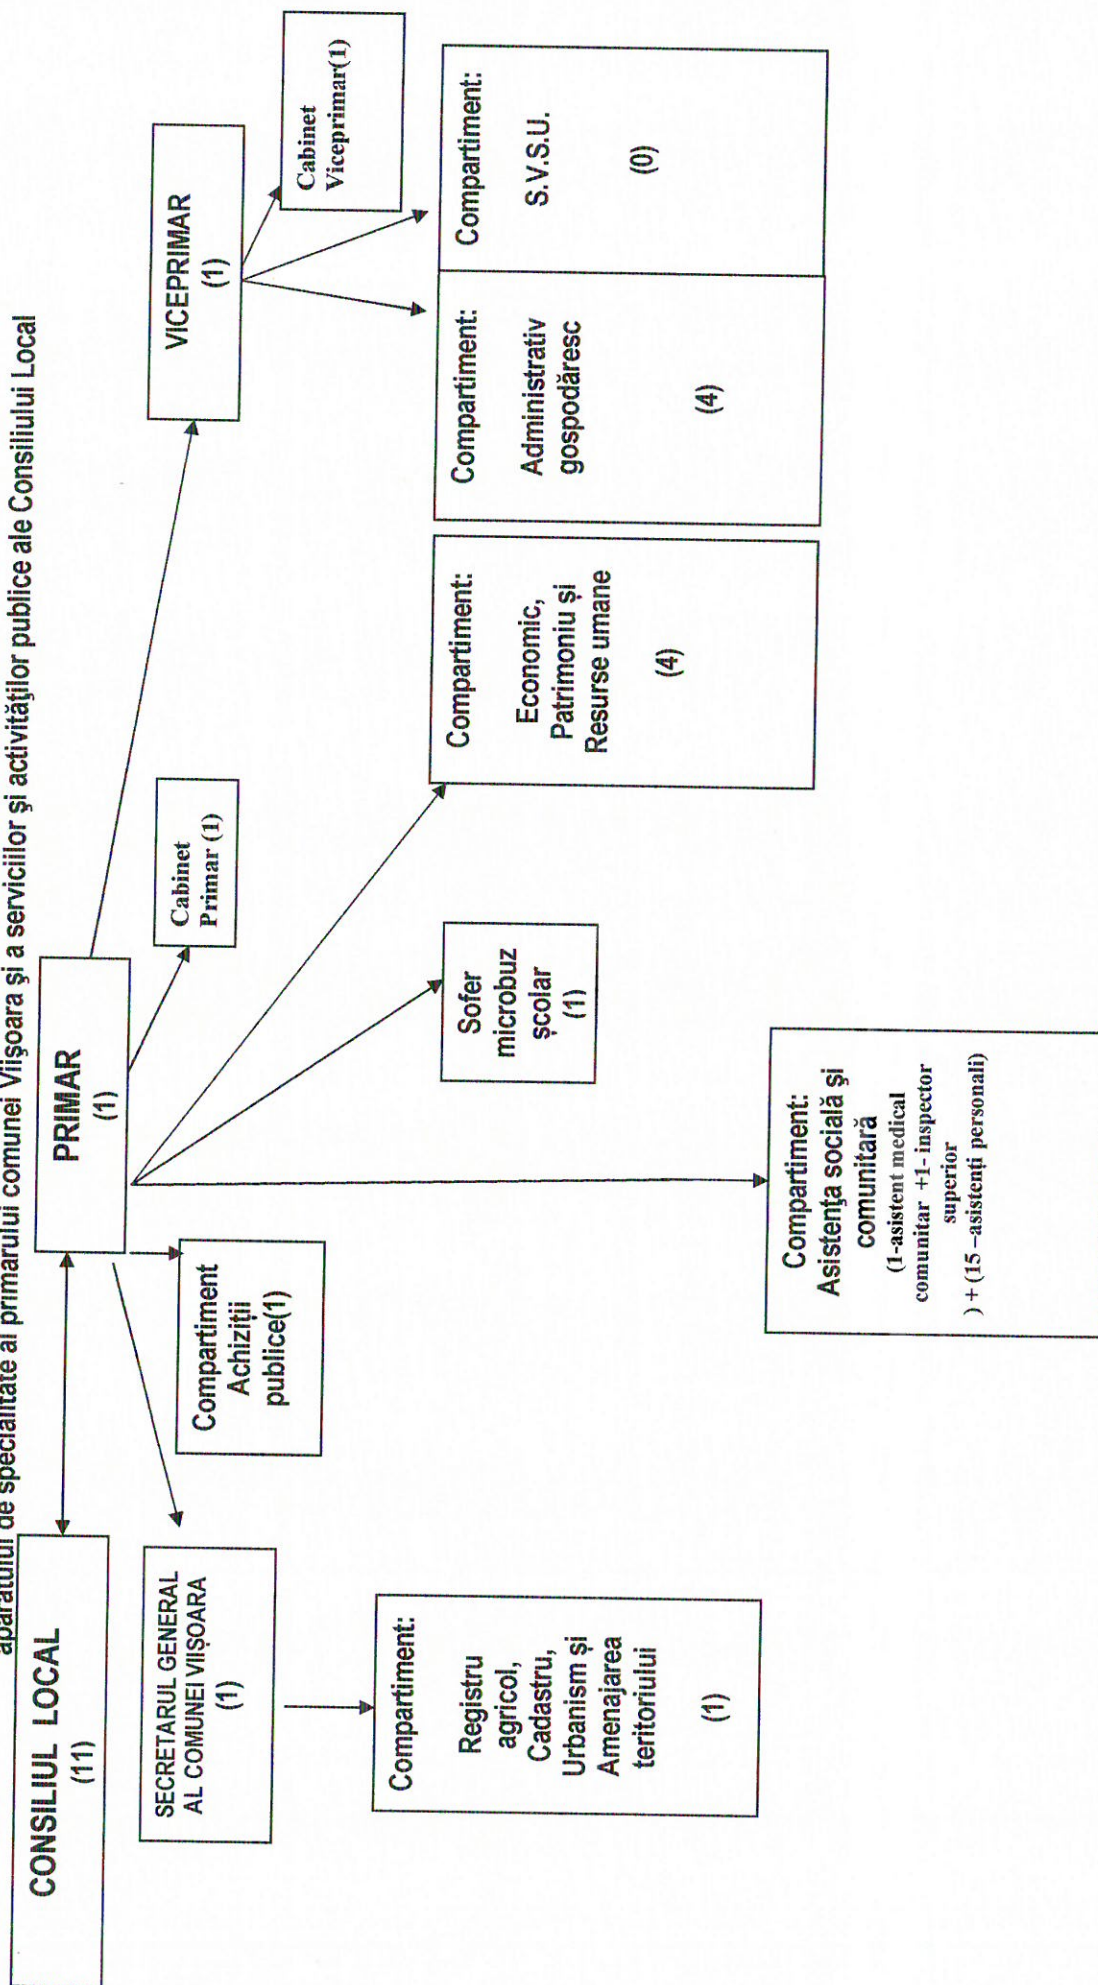 aparatului de specialitate al primarului comunei Viișoara și a serviciilor și activităților publice ale Consiliului Local
CONSILIUL LOCAL
(11)
PRIMAR
(1)
VICEPRIMAR
(1)
SECRETARUL GENERAL
AL COMUNEI VIIȘOARA
(1)
Compartiment
Achiziții
publice(1)
Cabinet
Primar (1)
Cabinet
Viceprimar(1)
Compartiment:
Registru
agricol,
Cadastru,
Urbanism și
Amenajarea
teritoriului
(1)
Sofer
microbuz
școlar
(1)
Compartiment:
Economic,
Patrimoniu și
Resurse umane
(4)
Compartiment:
Administrativ
gospodăresc
(4)
Compartiment:
S.V.S.U.
(0)
Compartiment:
Asistența socială și
comunitară
(1-asistent medical
comunitar +1- inspector
superior
) + (15 –asistenți personali)